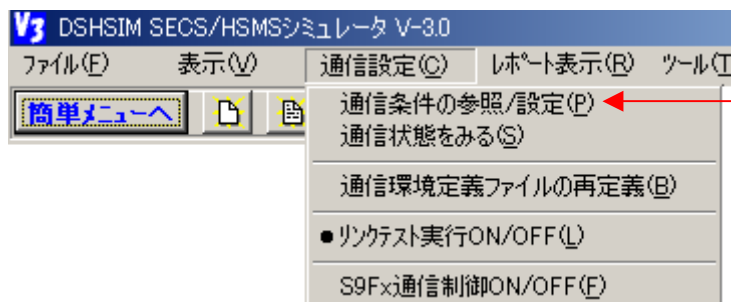 V3 DSHSIM SECS/HSMSシミュレータ V-3.0
ファイル(F) 表示(V) 通信設定(C) レポート表示(R) ツール(T
簡単メニューへ
通信条件の参照/設定(P)
通信状態をみる(S)
通信環境定義ファイルの再定義(B)
●リンクテスト実行ON/OFF(L)
S9Fx通信制御ON/OFF(F)